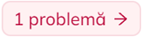 1 problemă →